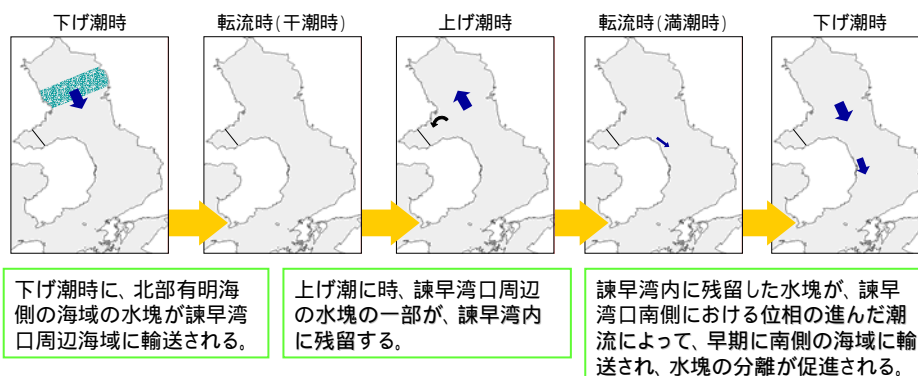 下げ潮時
転流時(干潮時)
上げ潮時
転流時(満潮時)
下げ潮時
下げ潮時に、北部有明海
側の海域の水塊が諫早湾
口周辺海域に輸送される。
上げ潮に時、諫早湾口周辺
の水塊の一部が、諫早湾内
に残留する。
諫早湾内に残留した水塊が、諫早
湾口南側における位相の進んだ潮
流によって、早期に南側の海域に輸
送され、水塊の分離が促進される。